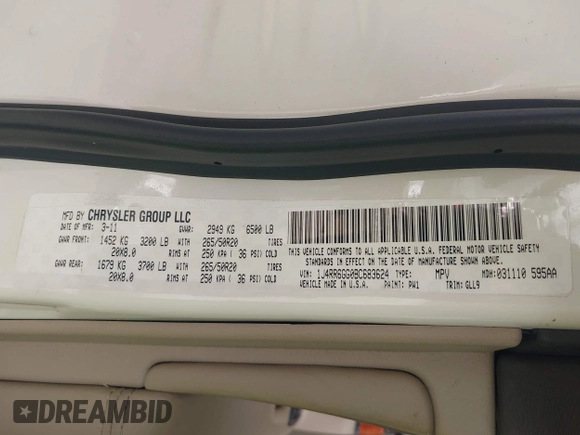 MFD BY CHRYSLER GROUP LLC
DATE OF MFR: 3-11 GVWR: 2949 KG 6500 LB
GWAR FRONT: 1452 KG 3200 LB WITH 265/50R20 TIRES
20X8.0 RIMS AT 250 KPA ( 36 PSI) COLD
GWAR REAR: 1679 KG 3700 LB WITH 265/50R20 TIRES
20X8.0 RIMS AT 250 KPA ( 36 PSI) COLD
THIS VEHICLE CONFORMS TO ALL APPLICABLE U.S.A. FEDERAL MOTOR VEHICLE SAFETY
STANDARDS IN EFFECT ON THE DATE OF MANUFACTURE SHOWN ABOVE.
VIN: 1J4RR6GG0BC683624 TYPE: MPV MDH: 031110 595AA
VEHICLE MADE IN U.S.A. PAINT: PW1 TRIM: GLL9
DREAMBID